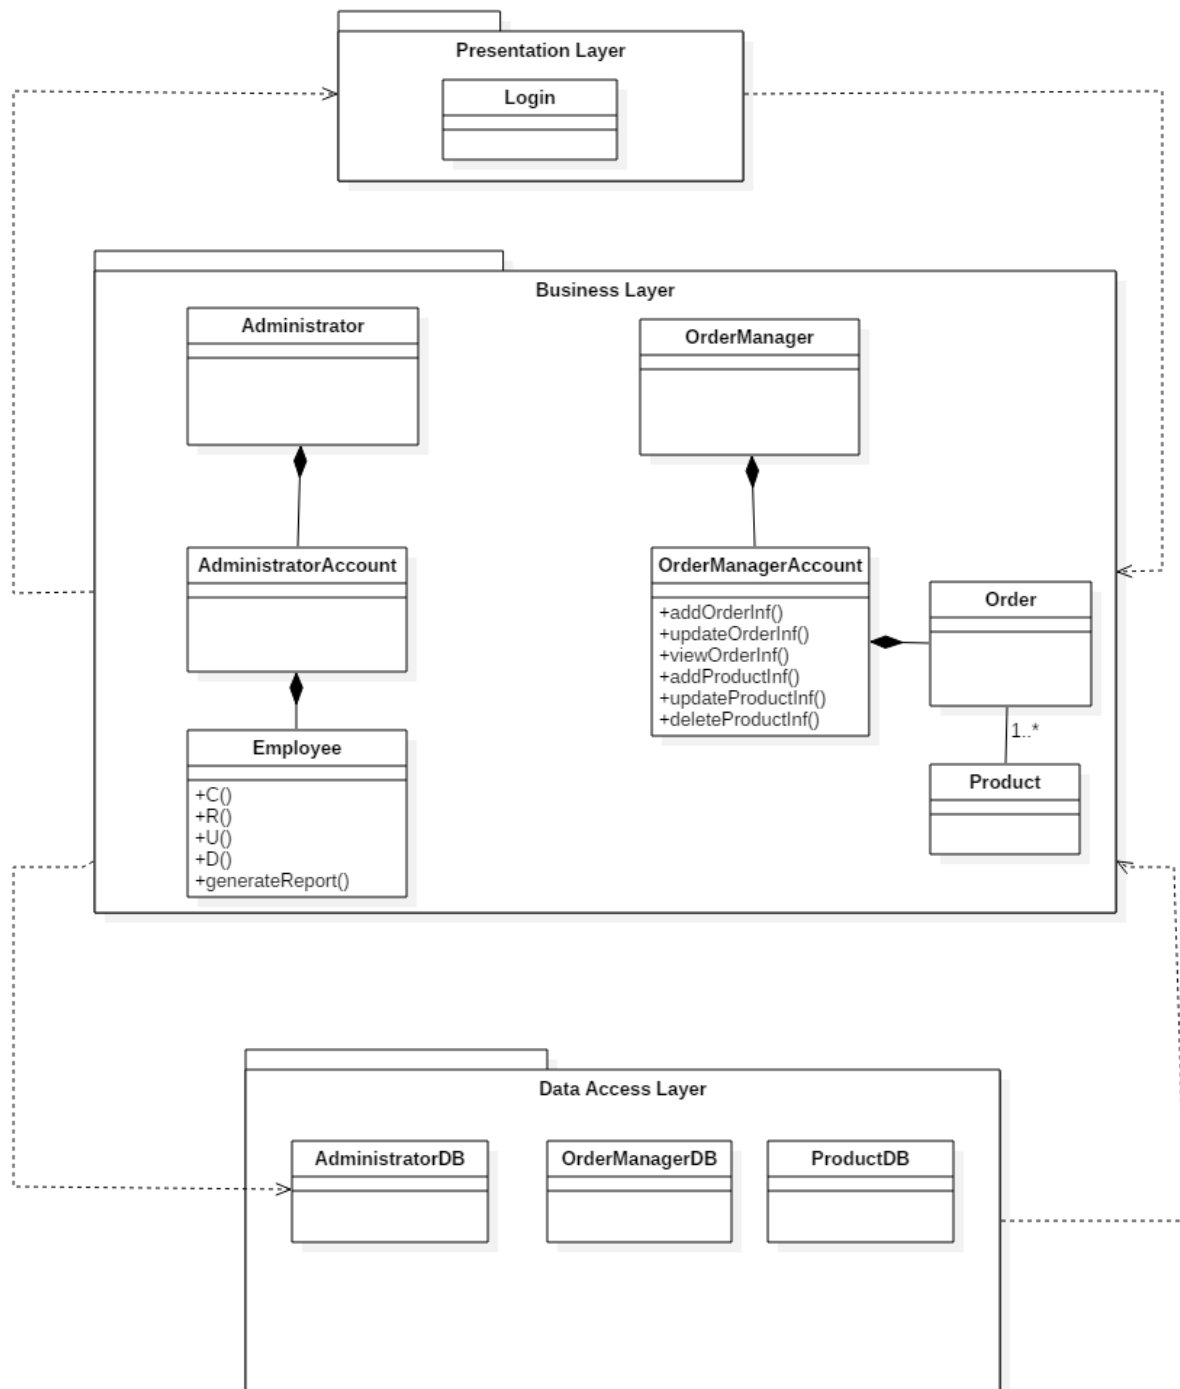 Presentation Layer
Login
Business Layer
Administrator
OrderManager
AdministratorAccount
OrderManagerAccount
+addOrderInf()
+updateOrderInf()
+viewOrderInf()
+addProductInf()
+updateProductInf()
+deleteProductInf()
Order
1..*
Product
Employee
+C()
+R()
+U()
+D()
+generateReport()
Data Access Layer
AdministratorDB
OrderManagerDB
ProductDB